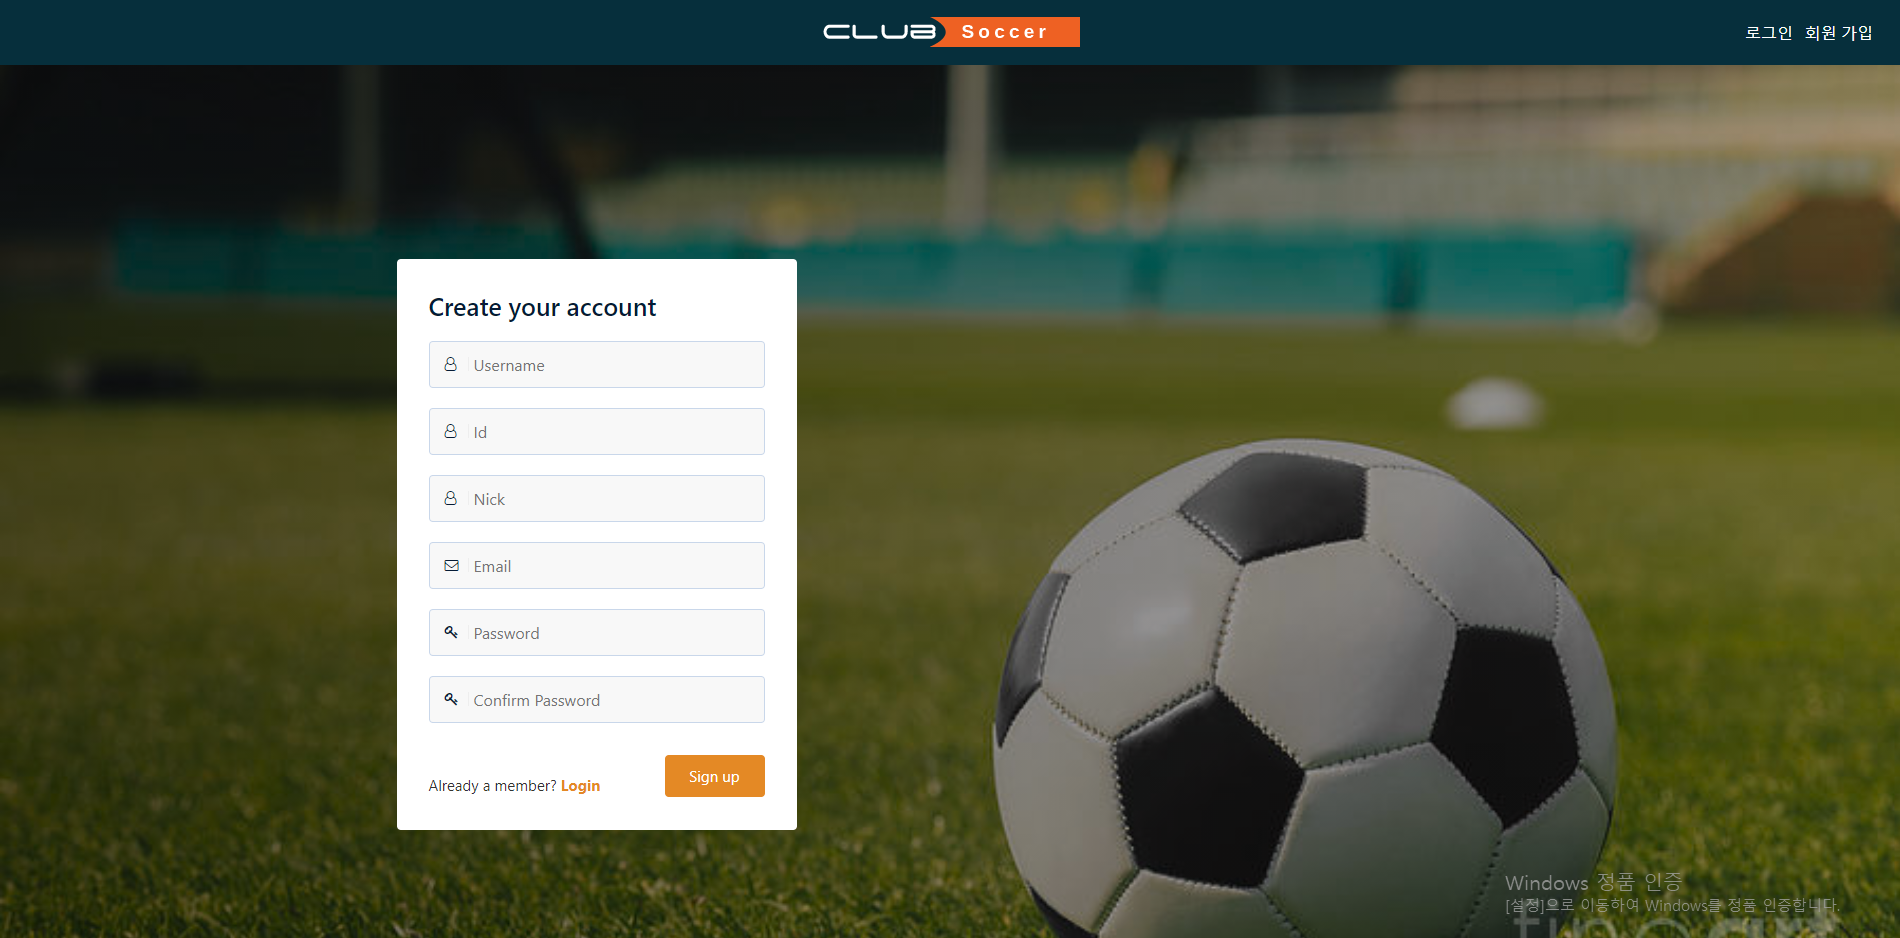 CLUB Soccer
로그인 회원 가입
Create your account
Username
Id
Nick
Email
Password
Confirm Password
Already a member? Login
Sign up
Windows 정품 인증
[설정]으로 이동하여 Windows를 정품 인증합니다.